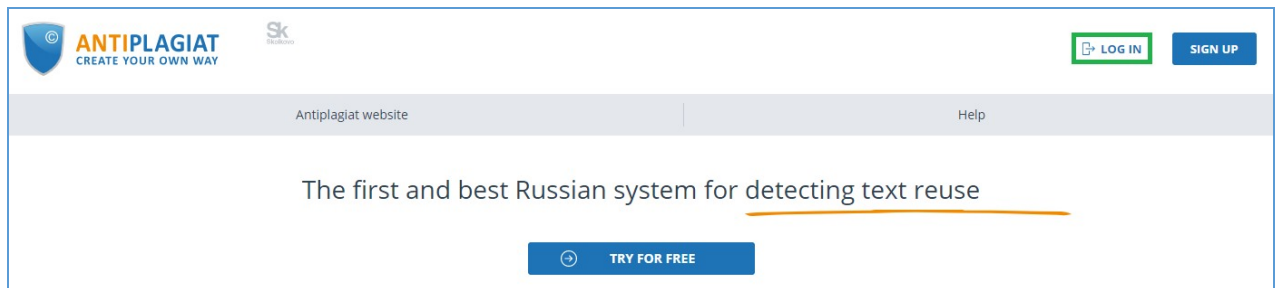 ©
ANTIPLAGIAT
CREATE YOUR OWN WAY
Sk
Skolkovo
LOG IN
SIGN UP
Antiplagiat website
Help
The first and best Russian system for detecting text reuse
TRY FOR FREE